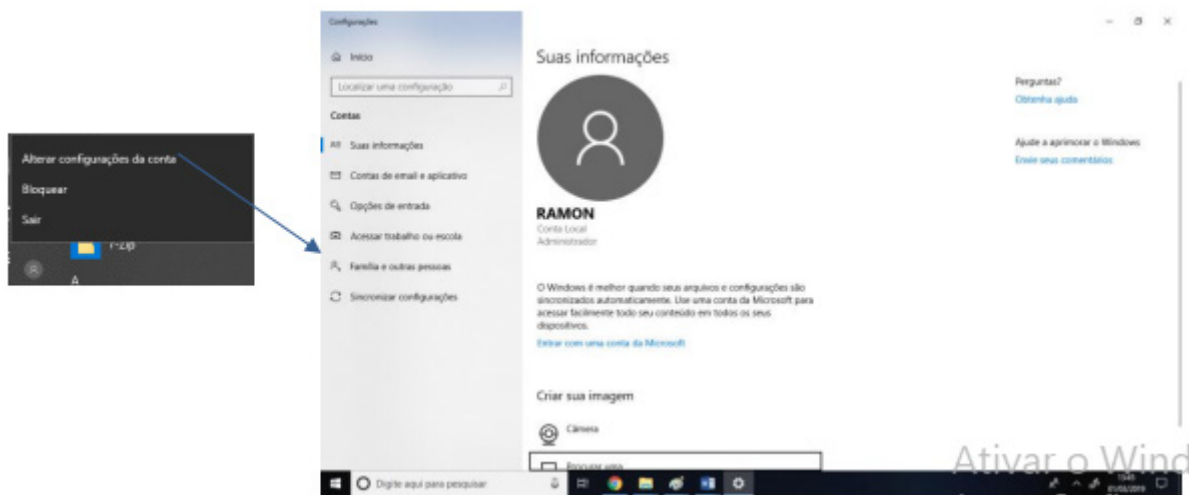 Alterar configurações da conta
Bloquear
Sair
7-Zip
A
Configurações
Início
Localizar uma configuração
Contas
Suas informações
Contas de email e aplicativo
Opções de entrada
Acessar trabalho ou escola
Família e outras pessoas
Sincronizar configurações
Suas informações
RAMON
Conta Local
Administrador
O Windows é melhor quando seus arquivos e configurações são
sincronizados automaticamente. Use uma conta da Microsoft para
acessar facilmente todo seu conteúdo em todos os seus
dispositivos.
Entrar com uma conta da Microsoft
Criar sua imagem
Câmera
Procurar uma
Perguntas?
Obtenha ajuda
Ajude a aprimorar o Windows
Envie seus comentários
Ativar o Wind
Digite aqui para pesquisar